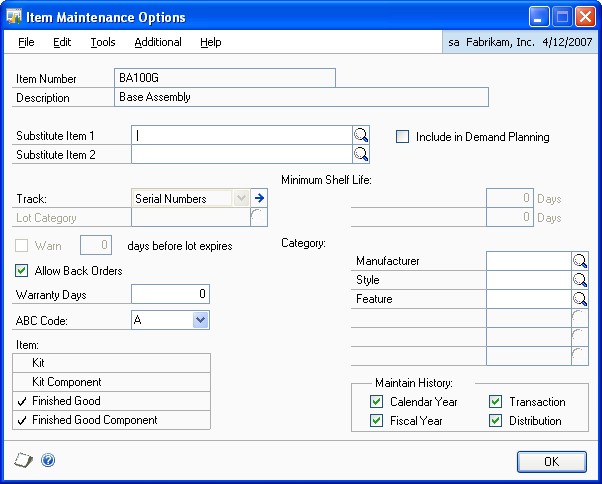 Item Maintenance Options
File Edit Tools Additional Help sa Fabrikam, Inc. 4/12/2007
Item Number BA100G
Description Base Assembly
Substitute Item 1 Include in Demand Planning
Substitute Item 2
Minimum Shelf Life:
Track: Serial Numbers 0 Days
Lot Category 0 Days
Warn 0 days before lot expires Category:
Manufacturer
Allow Back Orders
Style
Warranty Days 0
Feature
ABC Code: A
Item:
Kit
Kit Component
Maintain History:
Finished Good Calendar Year Transaction
Finished Good Component Fiscal Year Distribution
OK